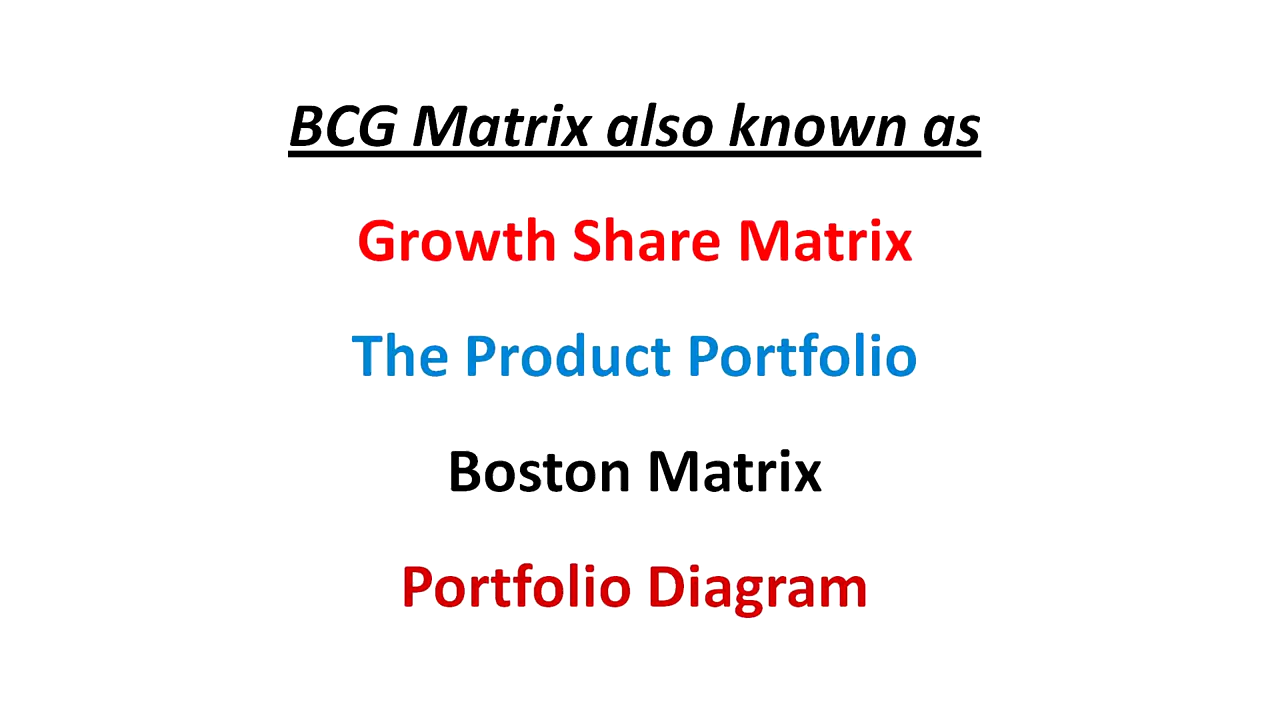 BCG Matrix also known as
Growth Share Matrix
The Product Portfolio
Boston Matrix
Portfolio Diagram